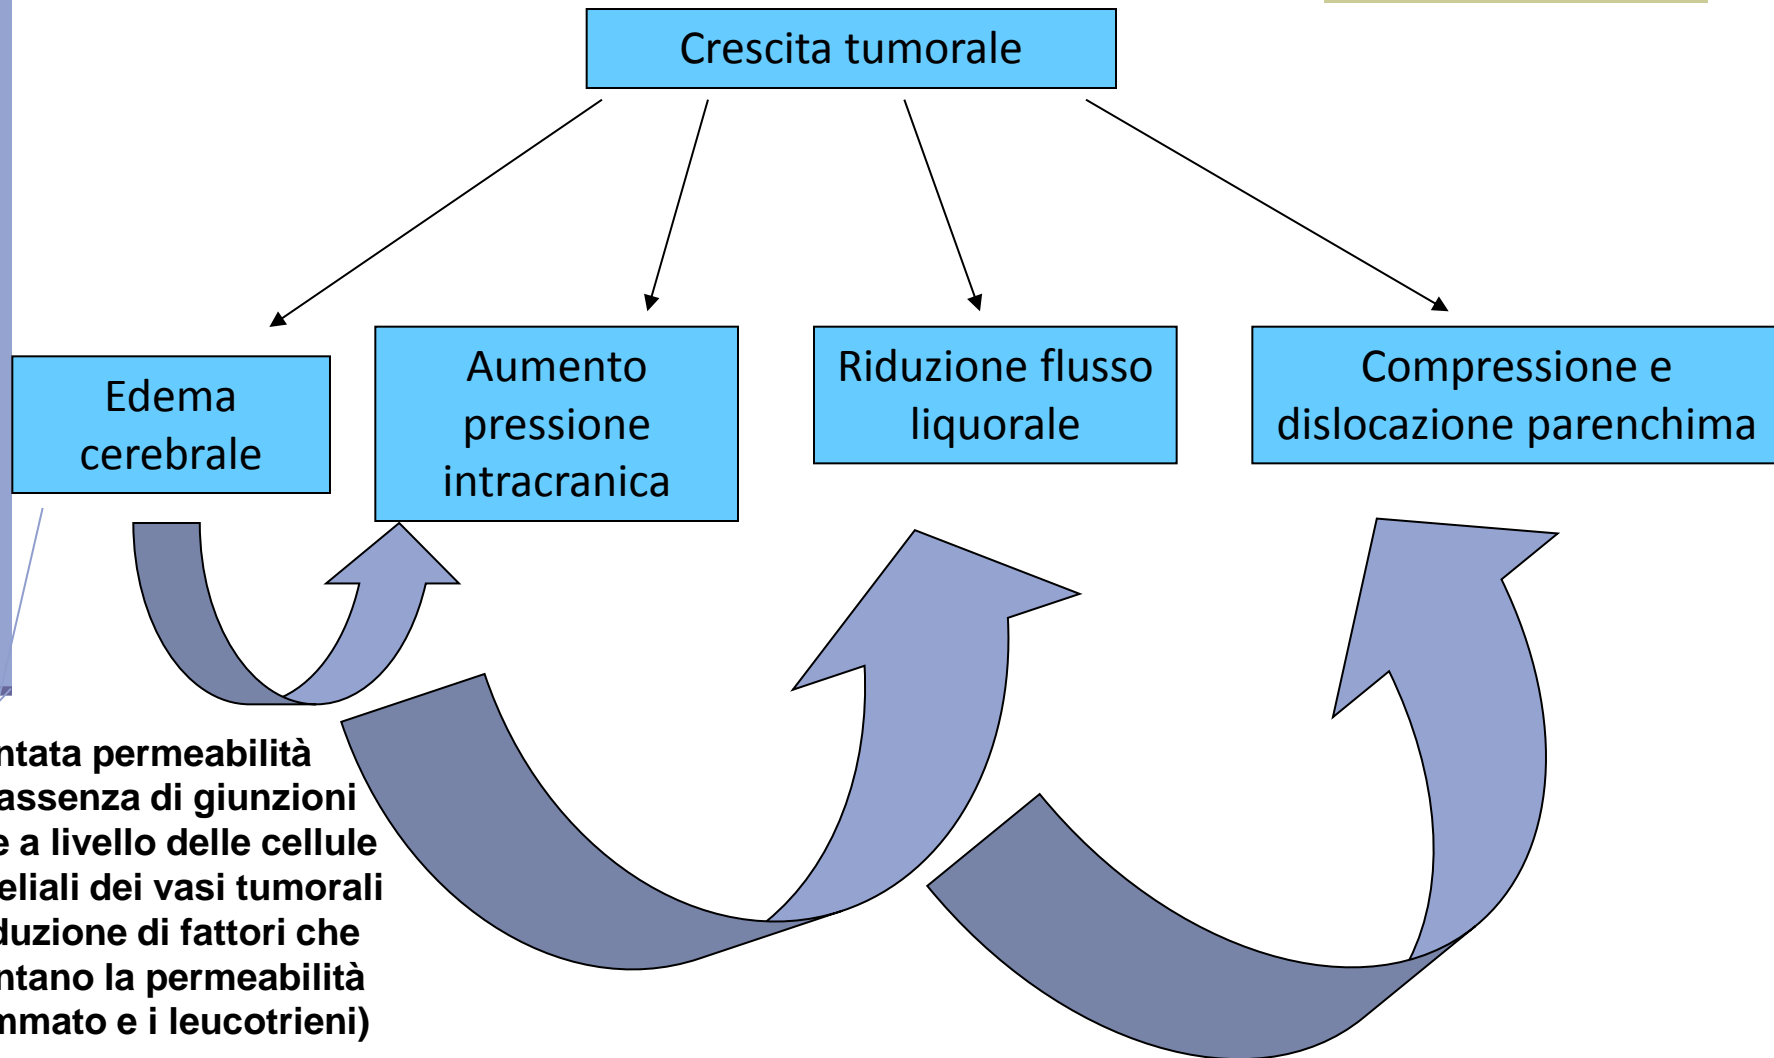 Crescita tumorale
Edema
cerebrale
Aumento
pressione
intracranica
Riduzione flusso
liquorale
Compressione e
dislocazione parenchima
ntata permeabilità
assenza di giunzioni
e a livello delle cellule
eliali dei vasi tumorali
duzione di fattori che
ntano la permeabilità
mmato e i leucotrieni)